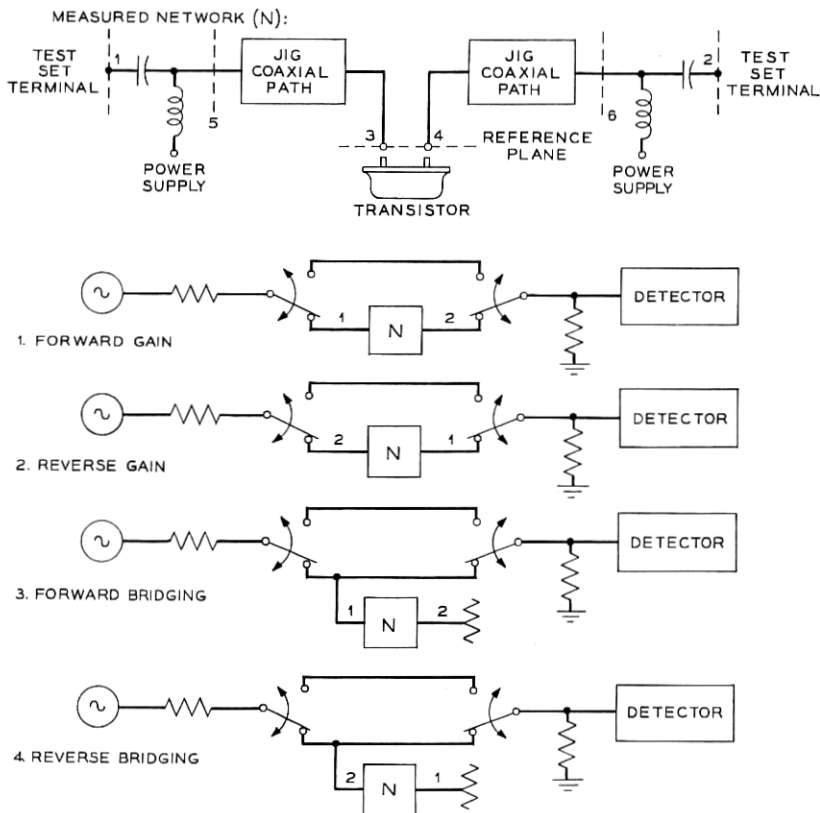 MEASURED NETWORK (N):
TEST SET TERMINAL
1
5
JIG COAXIAL PATH
JIG COAXIAL PATH
6
2
TEST SET TERMINAL
POWER SUPPLY
3
4
REFERENCE PLANE
POWER SUPPLY
TRANSISTOR
1
N
2
DETECTOR
1. FORWARD GAIN
2
N
1
DETECTOR
2. REVERSE GAIN
DETECTOR
3. FORWARD BRIDGING
1
N
2
DETECTOR
4. REVERSE BRIDGING
2
N
1